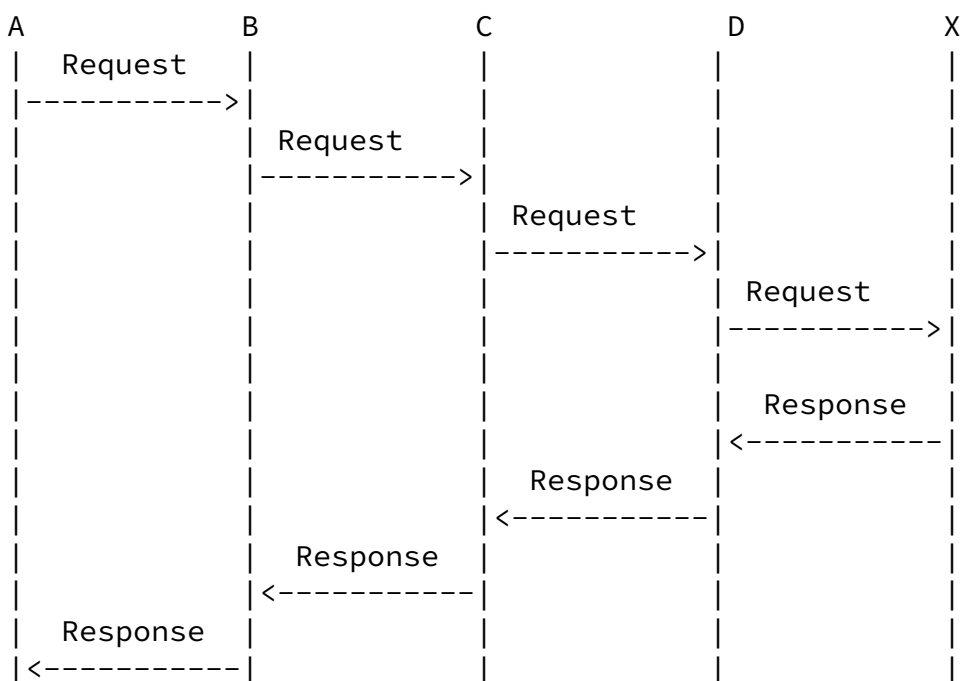 A B C D X
Request
Request
Request
Request
Response
Response
Response
Response